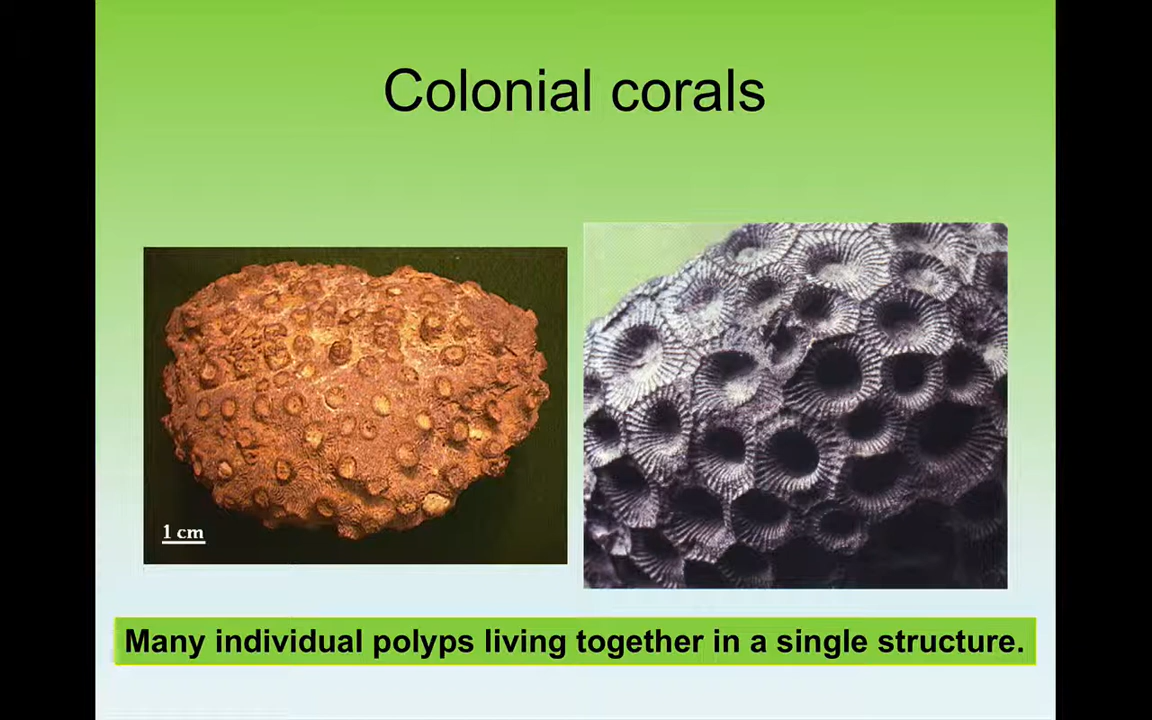 Colonial corals
1 cm
Many individual polyps living together in a single structure.